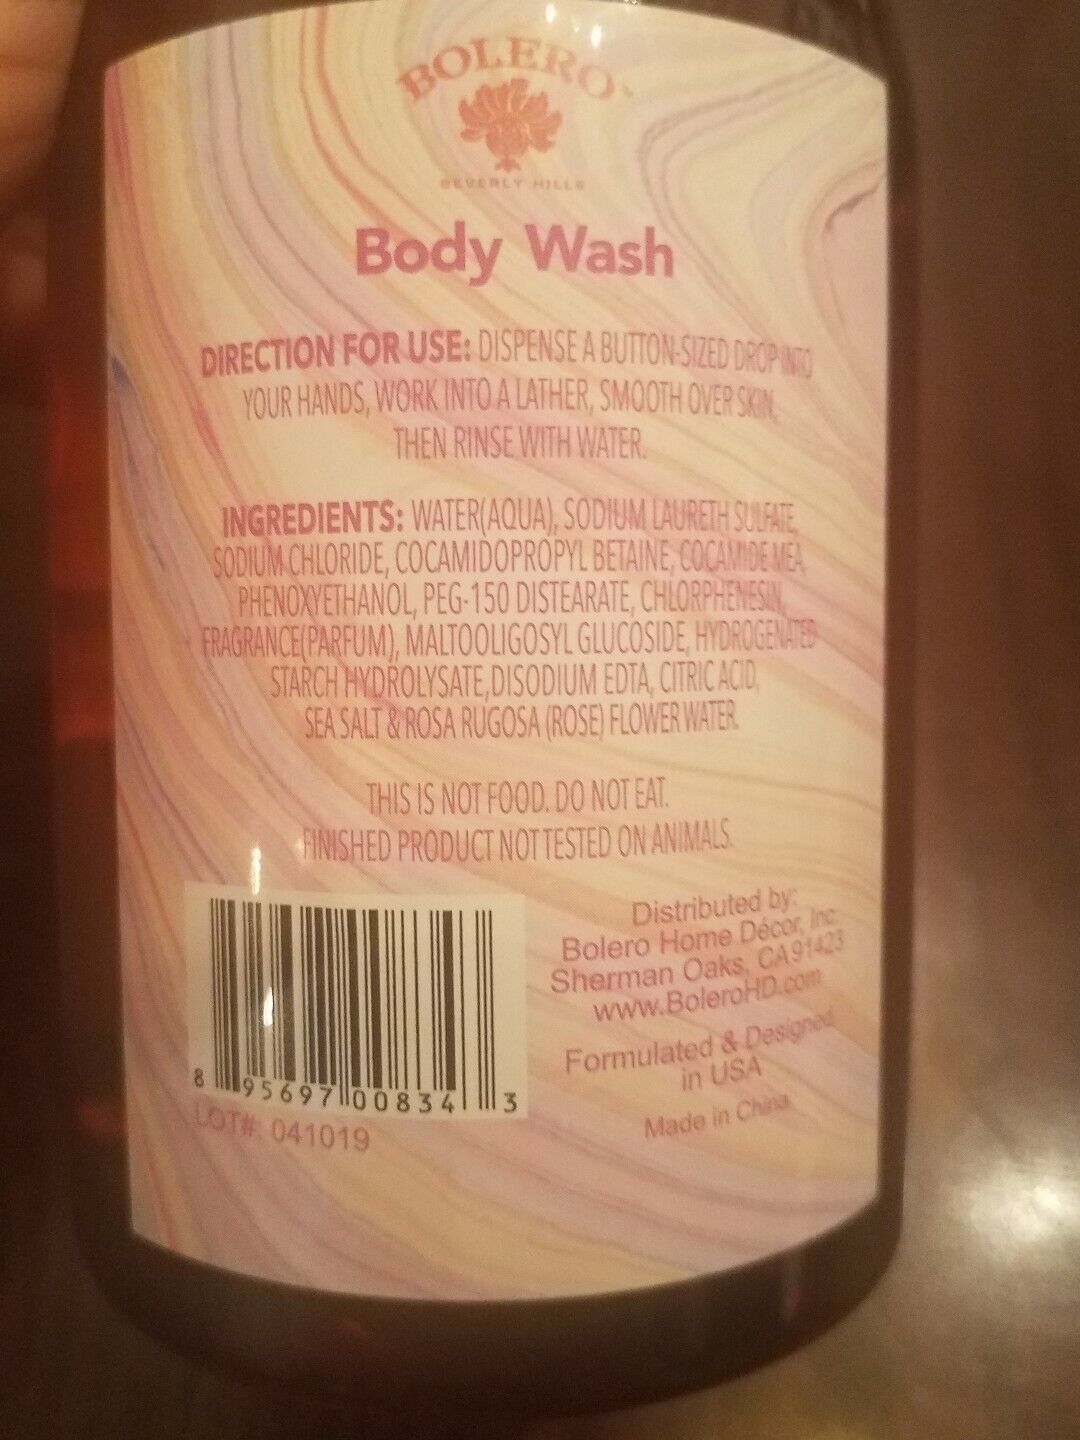 BOLERO™
BEVERLY HILLS
Body Wash
DIRECTION FOR USE: DISPENSE A BUTTON-SIZED DROP INTO
YOUR HANDS, WORK INTO A LATHER, SMOOTH OVER SKIN,
THEN RINSE WITH WATER.
INGREDIENTS: WATER(AQUA), SODIUM LAURETH SULFATE,
SODIUM CHLORIDE, COCAMIDOPROPYL BETAINE, COCAMIDE MEA,
PHENOXYETHANOL, PEG-150 DISTEARATE, CHLORPHENESIN,
FRAGRANCE(PARFUM), MALTOOLIGOSYL GLUCOSIDE, HYDROGENATED
STARCH HYDROLYSATE,DISODIUM EDTA, CITRIC ACID,
SEA SALT & ROSA RUGOSA (ROSE) FLOWER WATER.
THIS IS NOT FOOD. DO NOT EAT.
FINISHED PRODUCT NOT TESTED ON ANIMALS.
8 95697 00834 3
LOT#: 041019
Distributed by:
Bolero Home Décor, Inc.
Sherman Oaks, CA 91423
www.BoleroHD.com
Formulated & Designed
in USA
Made in China